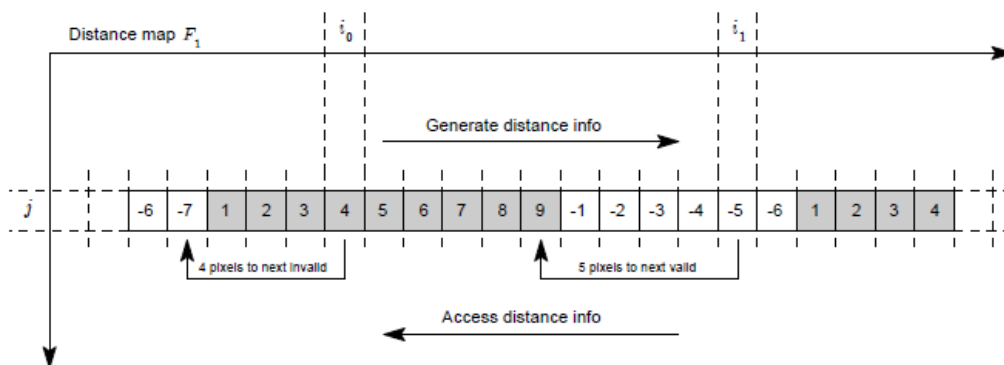 Distance map F₁ i₀ i₁
Generate distance info
j -6 -7 1 2 3 4 5 6 7 8 9 -1 -2 -3 -4 -5 -6 1 2 3 4
4 pixels to next invalid 5 pixels to next valid
Access distance info